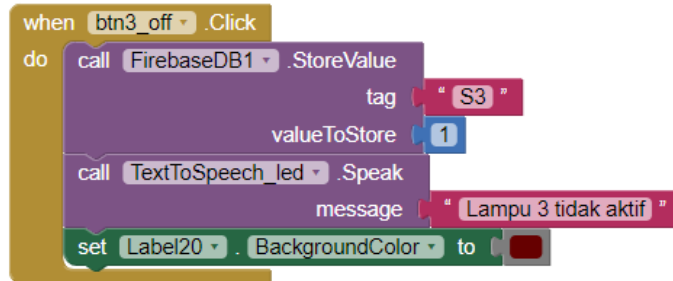 when btn3_off .Click
do call FirebaseDB1 .StoreValue
tag " S3 "
valueToStore 1
call TextToSpeech_led .Speak
message " Lampu 3 tidak aktif "
set Label20 . BackgroundColor to